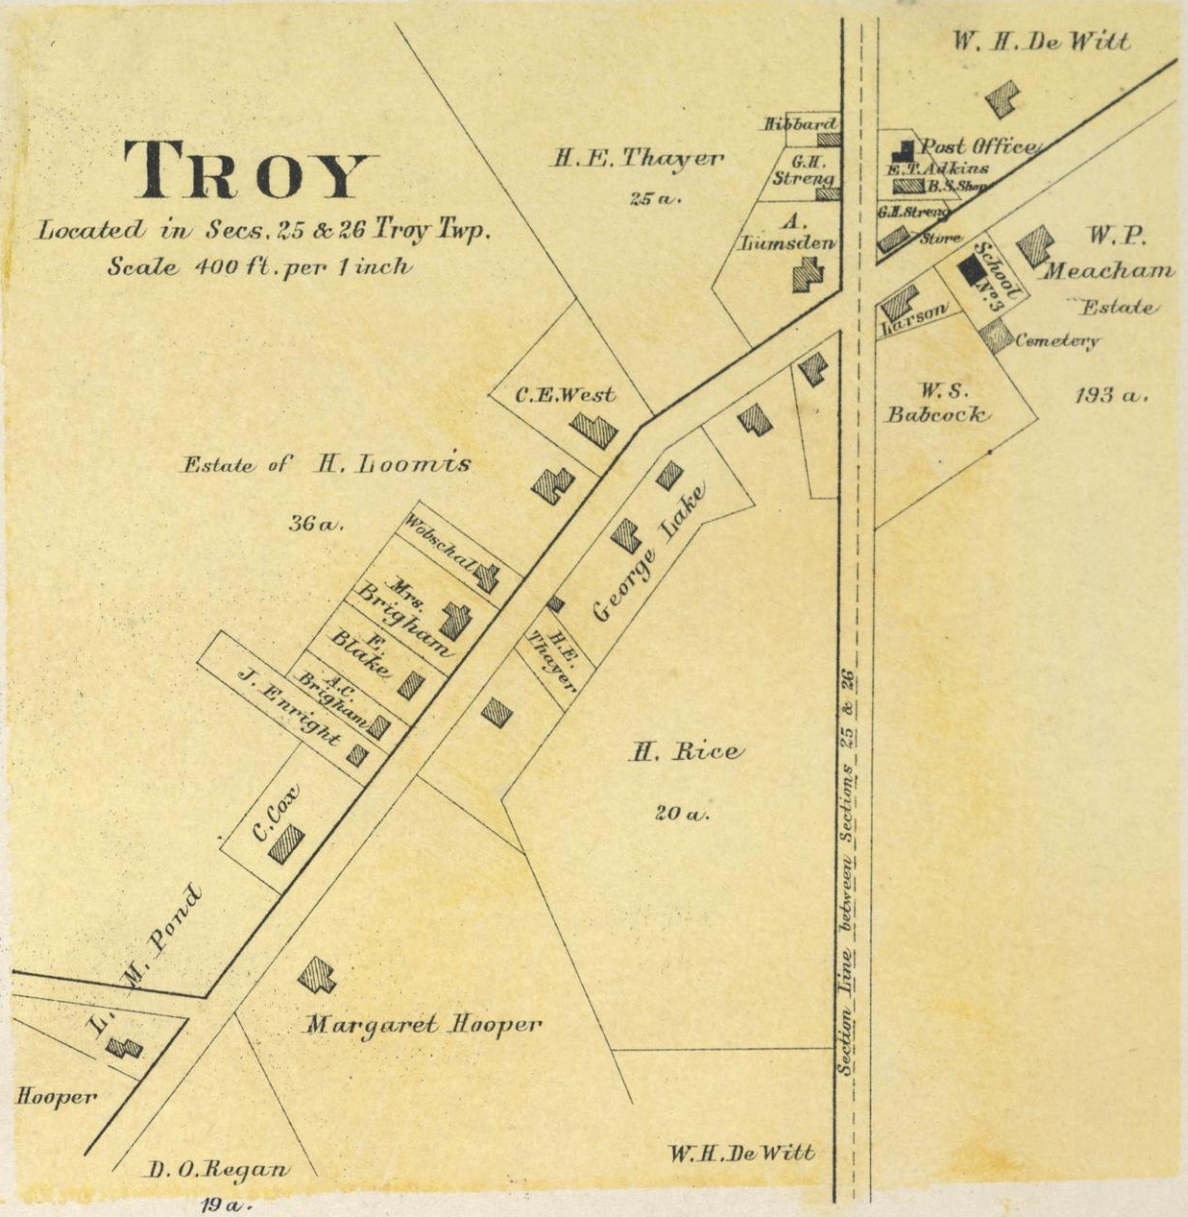 TROY
Located in Secs. 25 & 26 Troy Twp.
Scale 400 ft. per 1 inch
W. H. De Witt
Hibbard
H. E. Thayer
25 a.
G.H.
Streng
A.
Lumsden
Post Office
E. T. Adkins
B.S. Shop
G.H. Streng
Store
School
No. 3
W. P.
Meacham
Estate
193 a.
Larson
Cemetery
W. S.
Babcock
C. E. West
Estate of H. Loomis
36 a.
Wobschal
Mrs.
Brigham
E.
Blake
A.C.
Brigham
J. Enright
George Lake
H. E.
Thayer
C. Cox
H. Rice
20 a.
Section Line between Sections 25 & 26
L. M. Pond
Margaret Hooper
Hooper
D. O. Regan
19 a.
W. H. De Witt